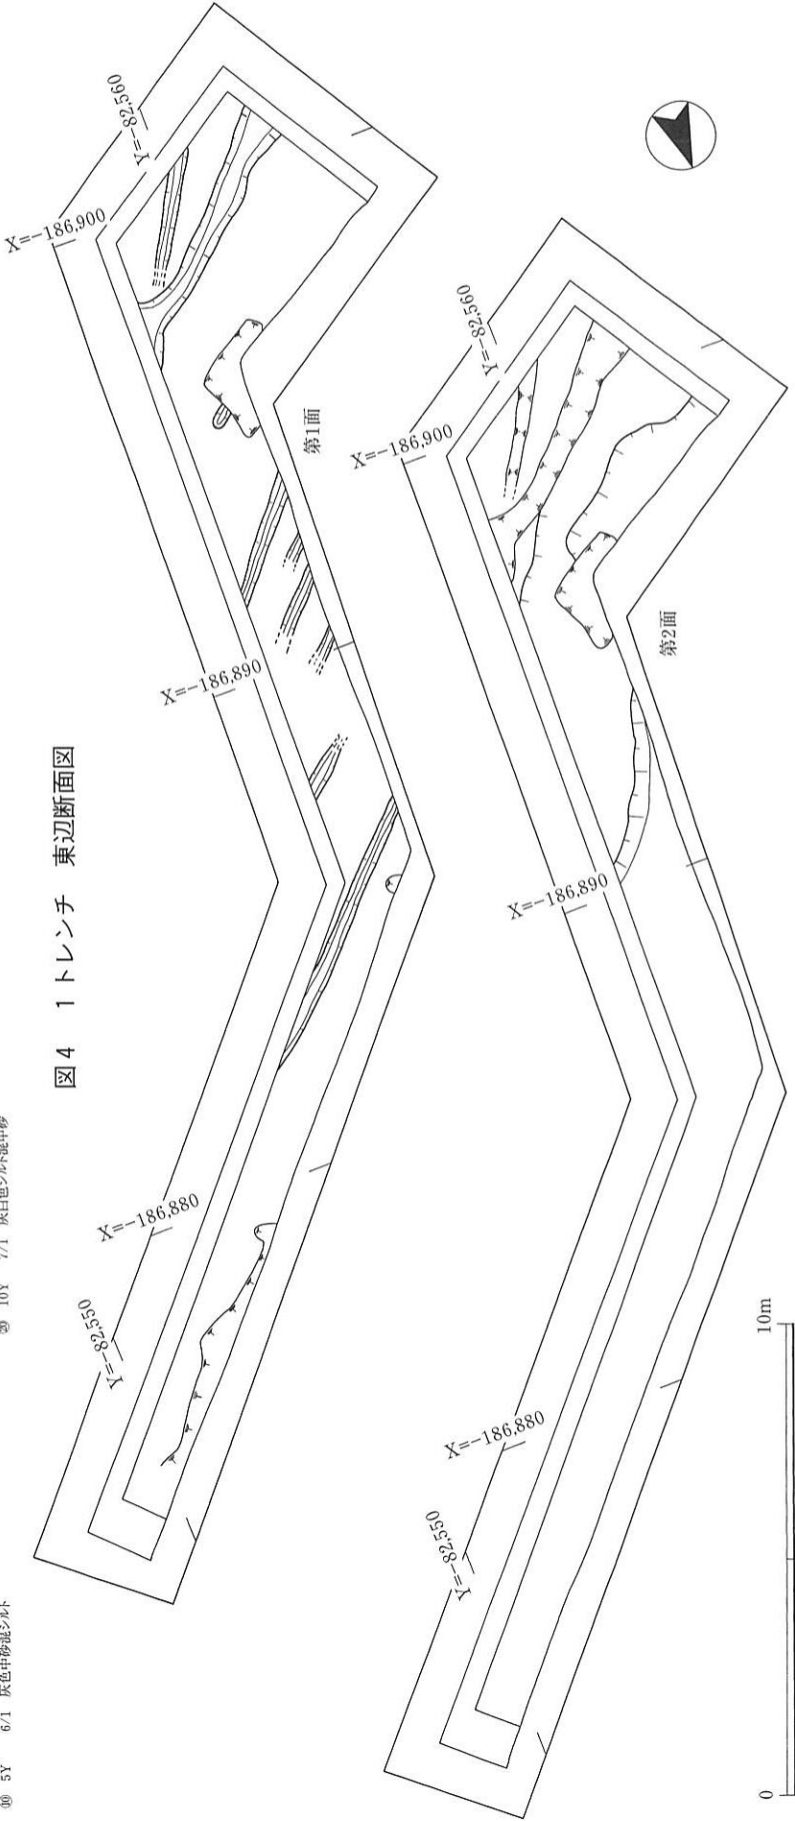 ⑩ 5Y 6/1 灰色中砂混シルト
⑳ 10Y 7/1 灰白色シルト混中砂
図4 1トレンチ 東辺断面図
Y=-82,550
X=-186,880
X=-186,890
X=-186,900
Y=-82,560
第1面
Y=-82,550
X=-186,880
X=-186,890
X=-186,900
Y=-82,560
第2面
0
10m